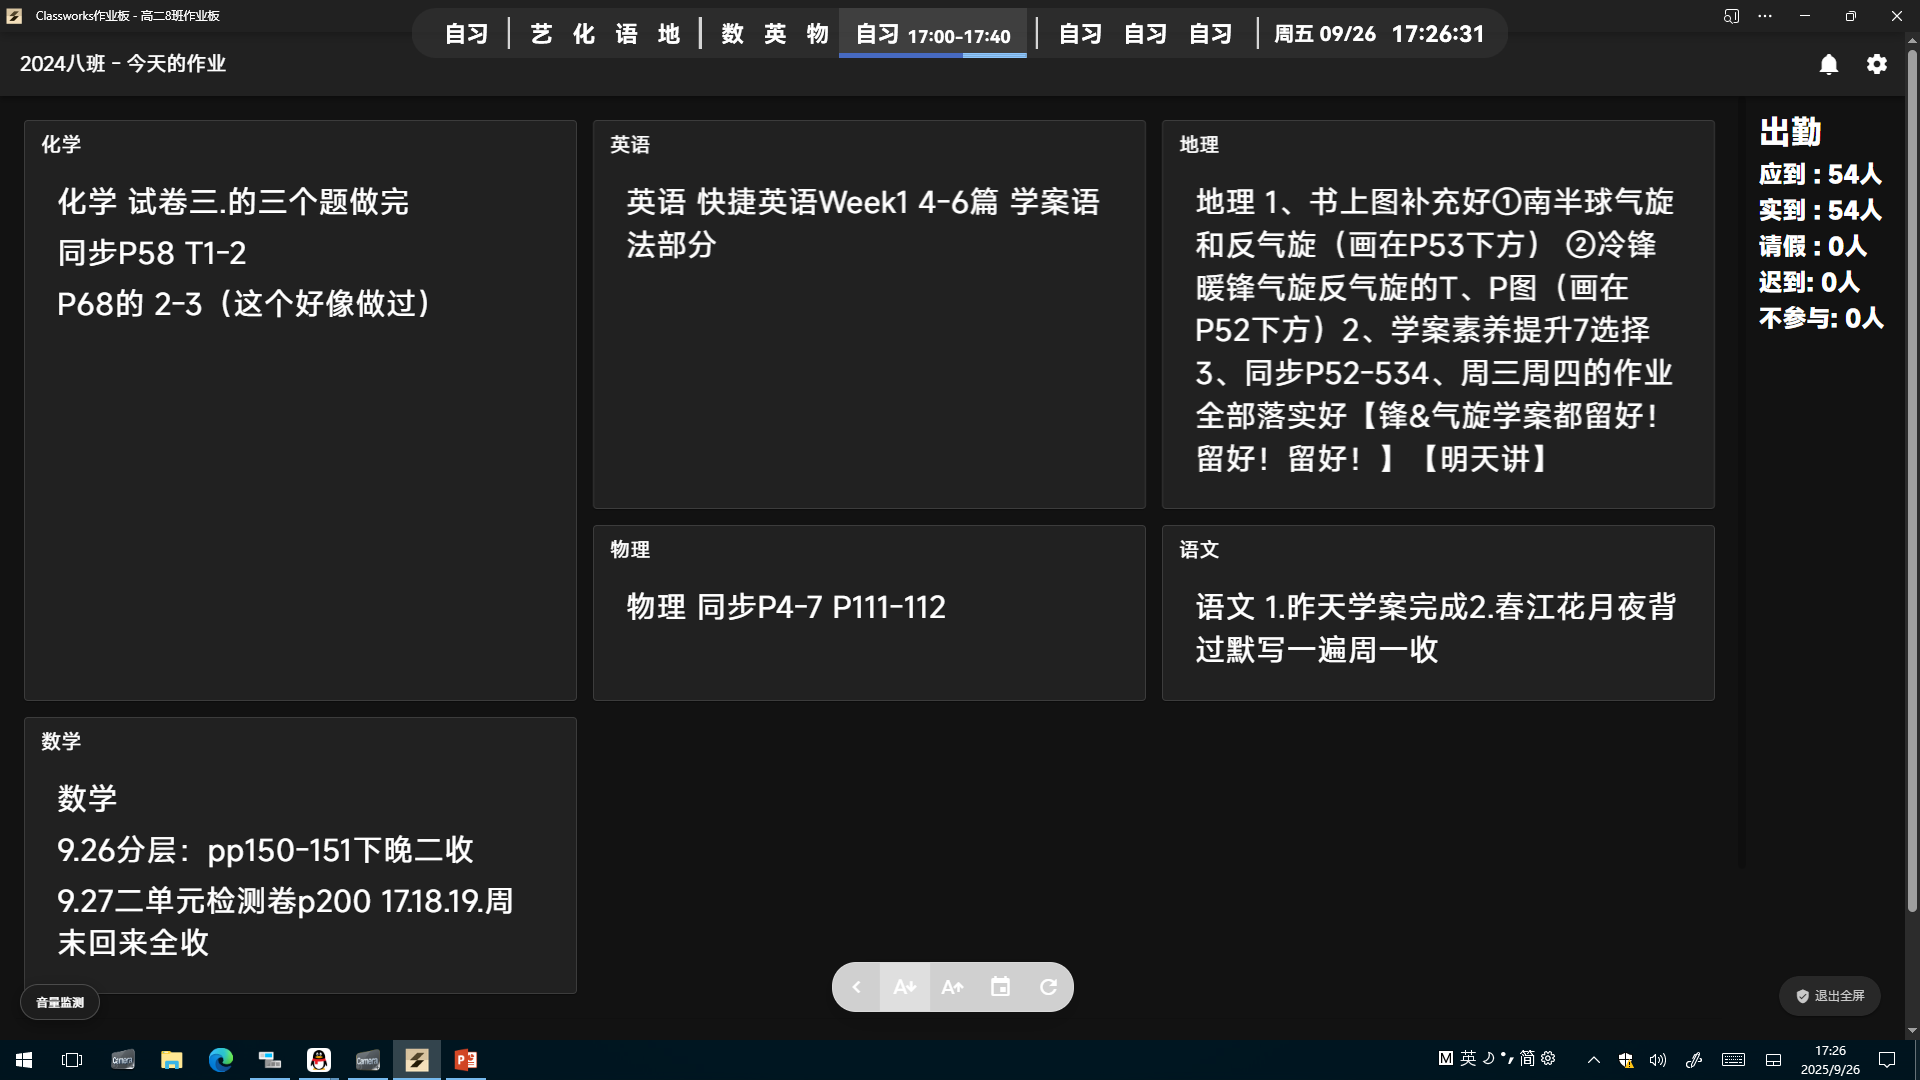 Classworks作业板 - 高二8班作业板
自习 | 艺 化 语 地 | 数 英 物 自习 17:00-17:40 | 自习 自习 自习 | 周五 09/26 17:26:31
2024八班 - 今天的作业
化学
化学 试卷三.的三个题做完
同步P58 T1-2
P68的 2-3（这个好像做过）
英语
英语 快捷英语Week1 4-6篇 学案语
法部分
地理
地理 1、书上图补充好①南半球气旋
和反气旋（画在P53下方） ②冷锋
暖锋气旋反气旋的T、P图（画在
P52下方）2、学案素养提升7选择
3、同步P52-534、周三周四的作业
全部落实好【锋&气旋学案都留好！
留好！留好！】【明天讲】
出勤
应到 : 54人
实到 : 54人
请假 : 0人
迟到: 0人
不参与: 0人
物理
物理 同步P4-7 P111-112
语文
语文 1.昨天学案完成2.春江花月夜背
过默写一遍周一收
数学
数学
9.26分层：pp150-151下晚二收
9.27二单元检测卷p200 17.18.19.周
末回来全收
音量监测
退出全屏
M 英 简
17:26
2025/9/26